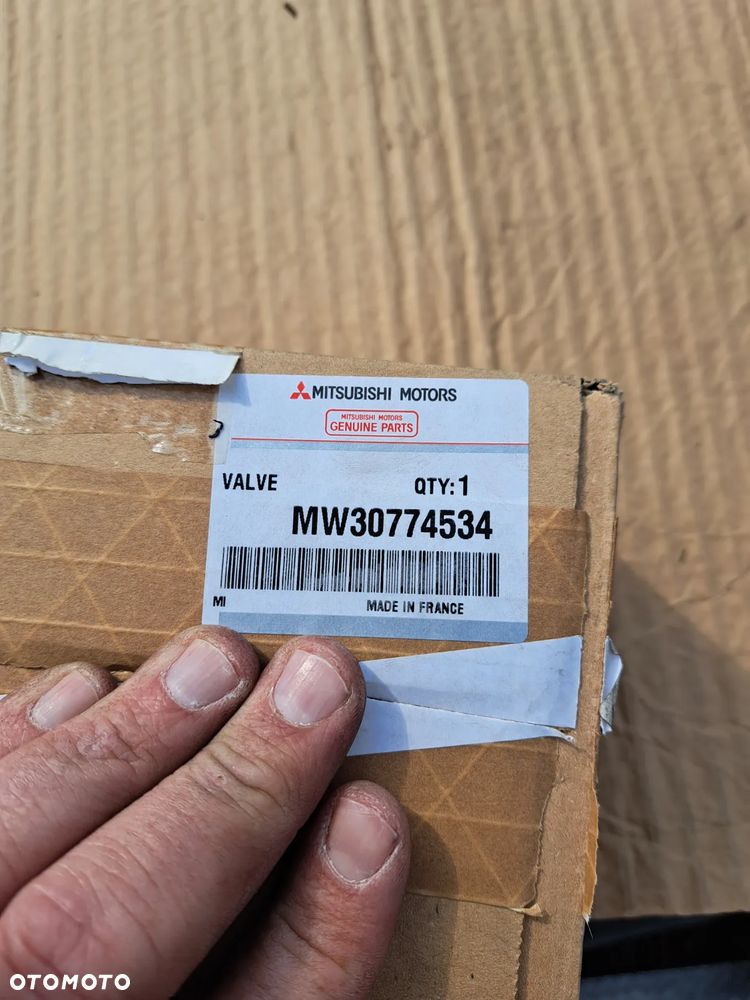 MITSUBISHI MOTORS
MITSUBISHI MOTORS
GENUINE PARTS
VALVE QTY:1
MW30774534
MI MADE IN FRANCE
OTOMOTO